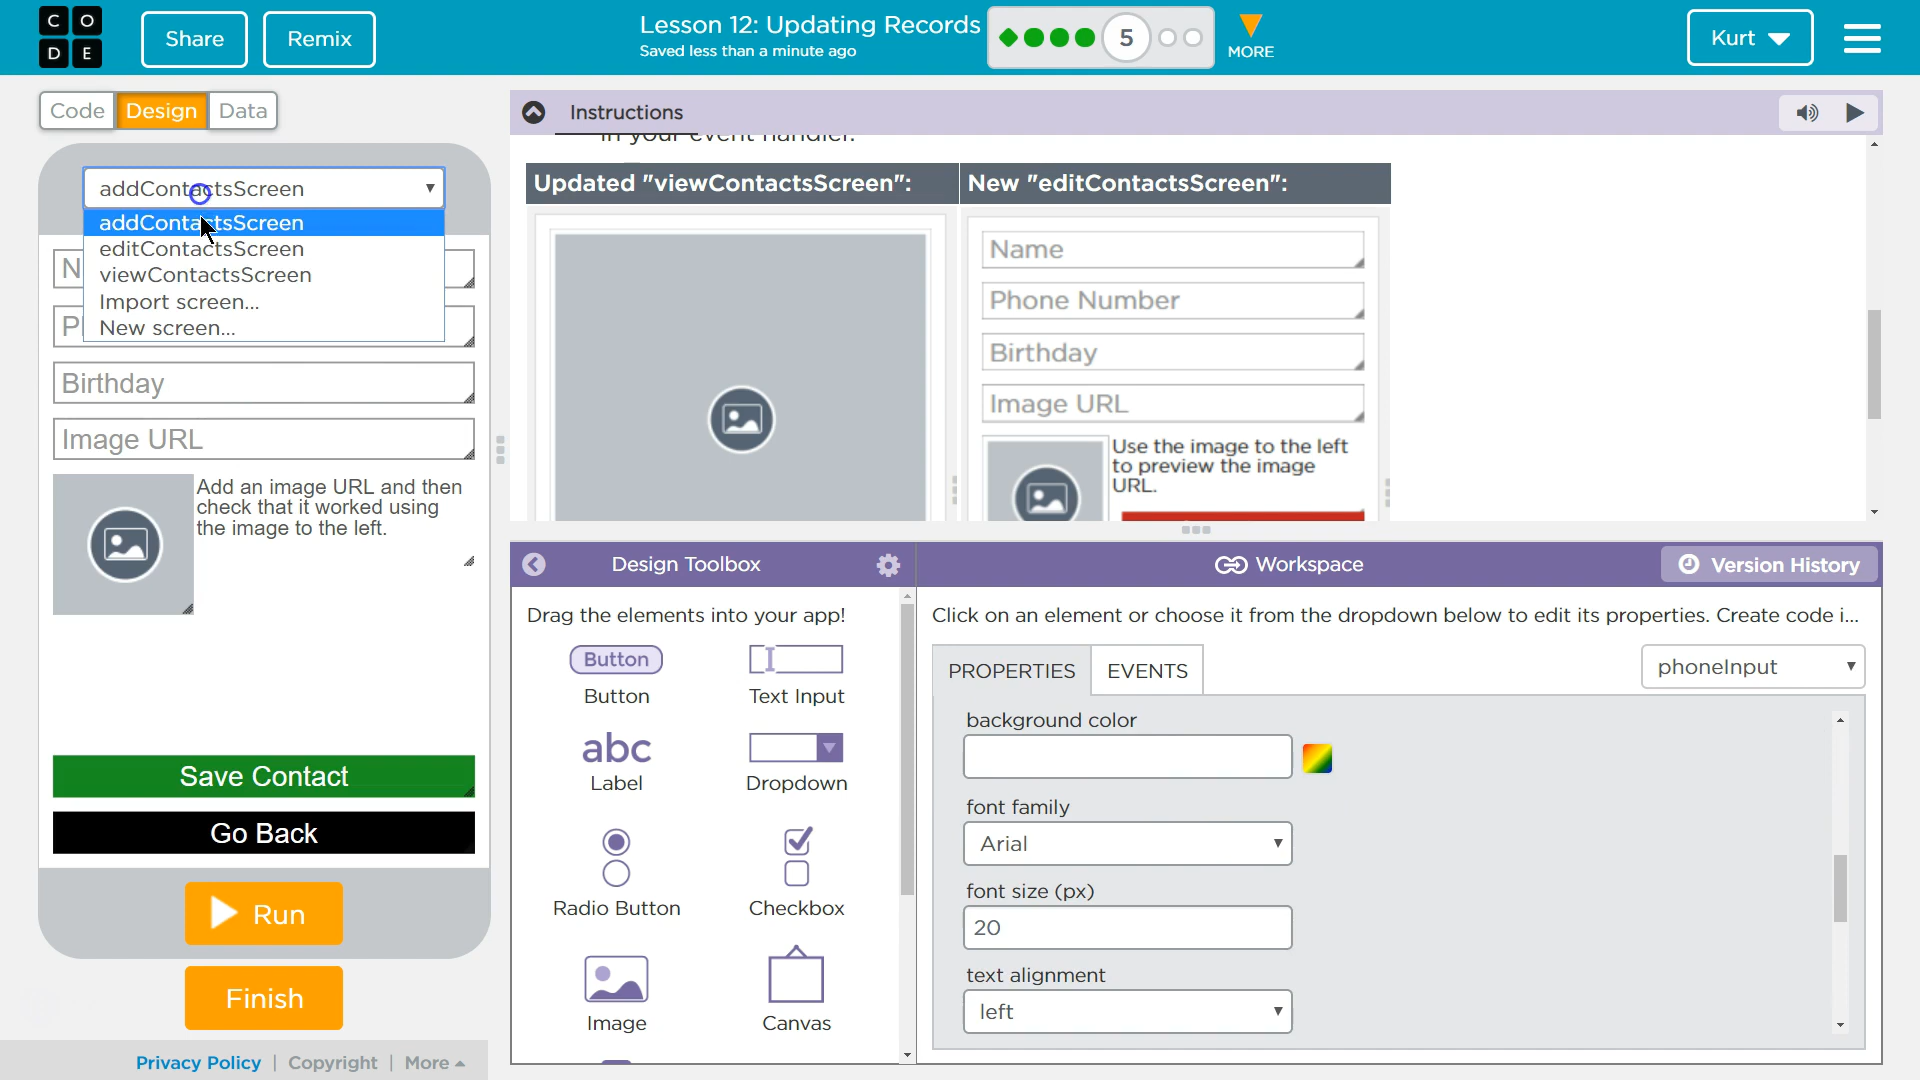 CODE
Share
Remix
Lesson 12: Updating Records
Saved less than a minute ago
5
MORE
Kurt
Code
Design
Data
addContactsScreen
addContactsScreen
editContactsScreen
viewContactsScreen
Import screen...
New screen...
N
P
Birthday
Image URL
Add an image URL and then
check that it worked using
the image to the left.
Save Contact
Go Back
Run
Finish
Privacy Policy | Copyright | More
Instructions
in your event handler.
Updated "viewContactsScreen":
New "editContactsScreen":
Name
Phone Number
Birthday
Image URL
Use the image to the left
to preview the image
URL.
Design Toolbox
Drag the elements into your app!
Button
Button
Text Input
abc
Label
Dropdown
Radio Button
Checkbox
Image
Canvas
Workspace
Version History
Click on an element or choose it from the dropdown below to edit its properties. Create code i...
PROPERTIES
EVENTS
phoneInput
background color
font family
Arial
font size (px)
20
text alignment
left